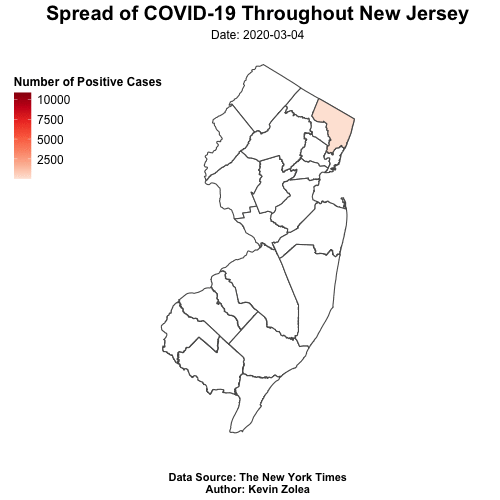 Spread of COVID-19 Throughout New Jersey
Date: 2020-03-04
Number of Positive Cases
10000
7500
5000
2500
Data Source: The New York Times
Author: Kevin Zolea